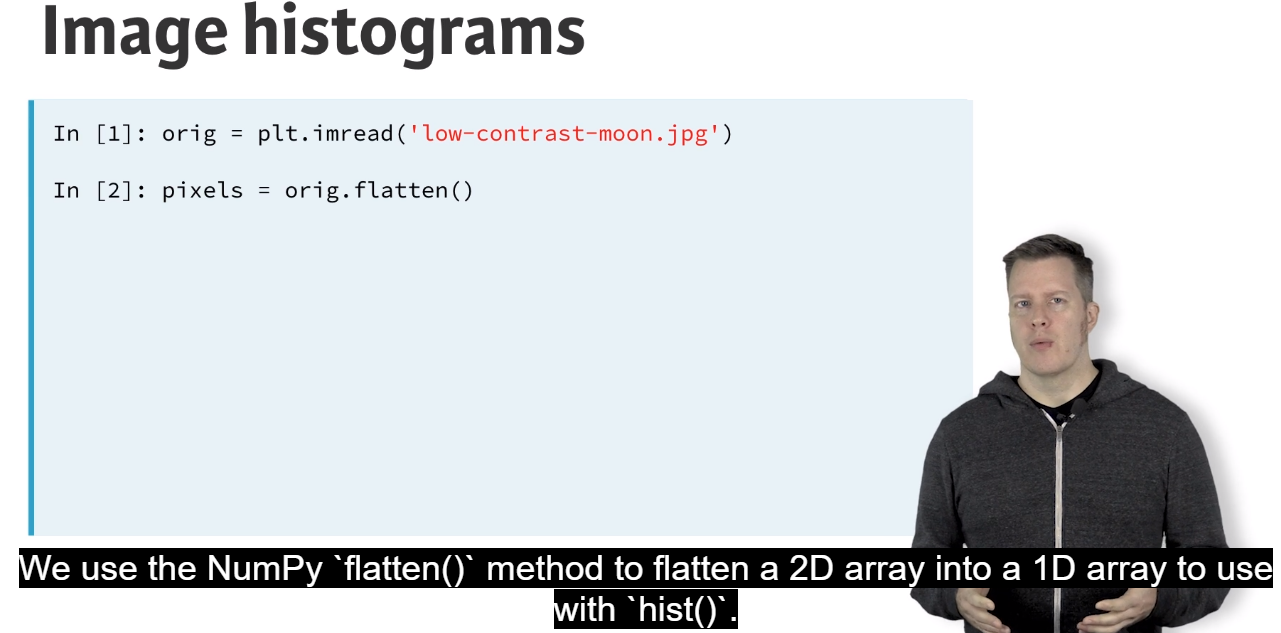 Image histograms
In [1]: orig = plt.imread('low-contrast-moon.jpg')
In [2]: pixels = orig.flatten()
We use the NumPy `flatten()` method to flatten a 2D array into a 1D array to use
with `hist()`.